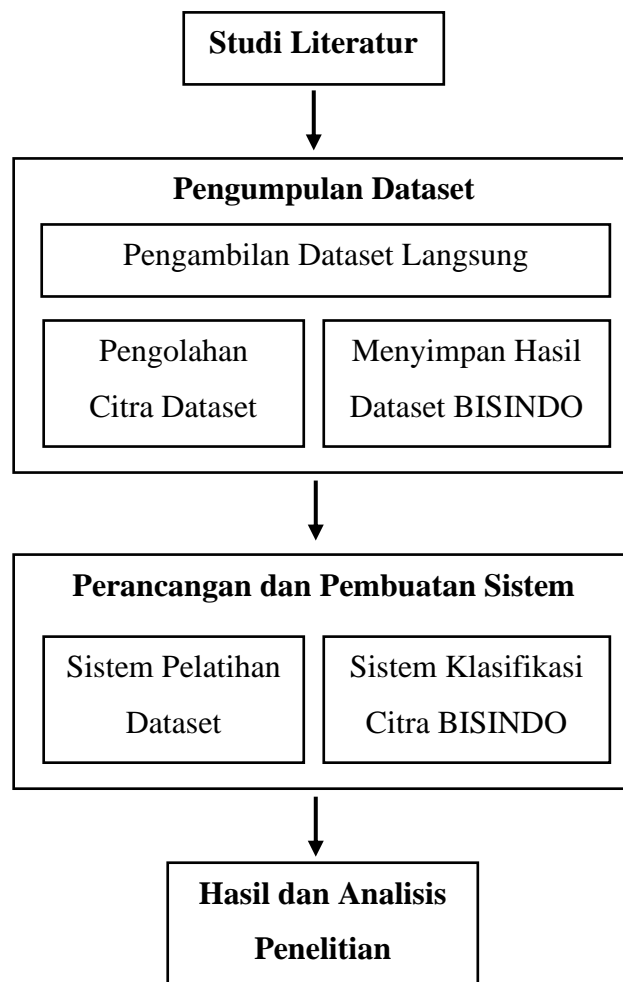 Studi Literatur
Pengumpulan Dataset
Pengambilan Dataset Langsung
Pengolahan
Citra Dataset
Menyimpan Hasil
Dataset BISINDO
Perancangan dan Pembuatan Sistem
Sistem Pelatihan
Dataset
Sistem Klasifikasi
Citra BISINDO
Hasil dan Analisis
Penelitian